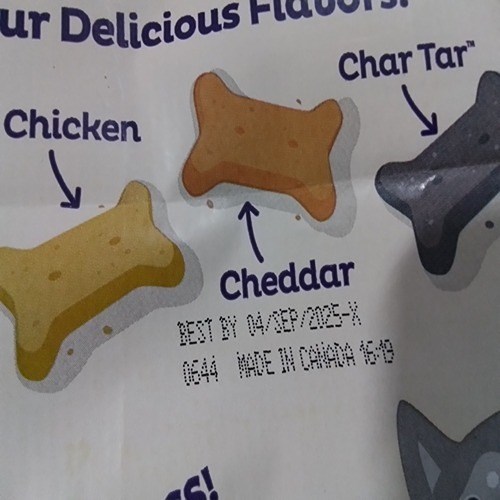 ur Delicious Flavors!
Char Tar™
Chicken
Cheddar
BEST BY 04/SEP/2025-X
0644 MADE IN CANADA 16:19